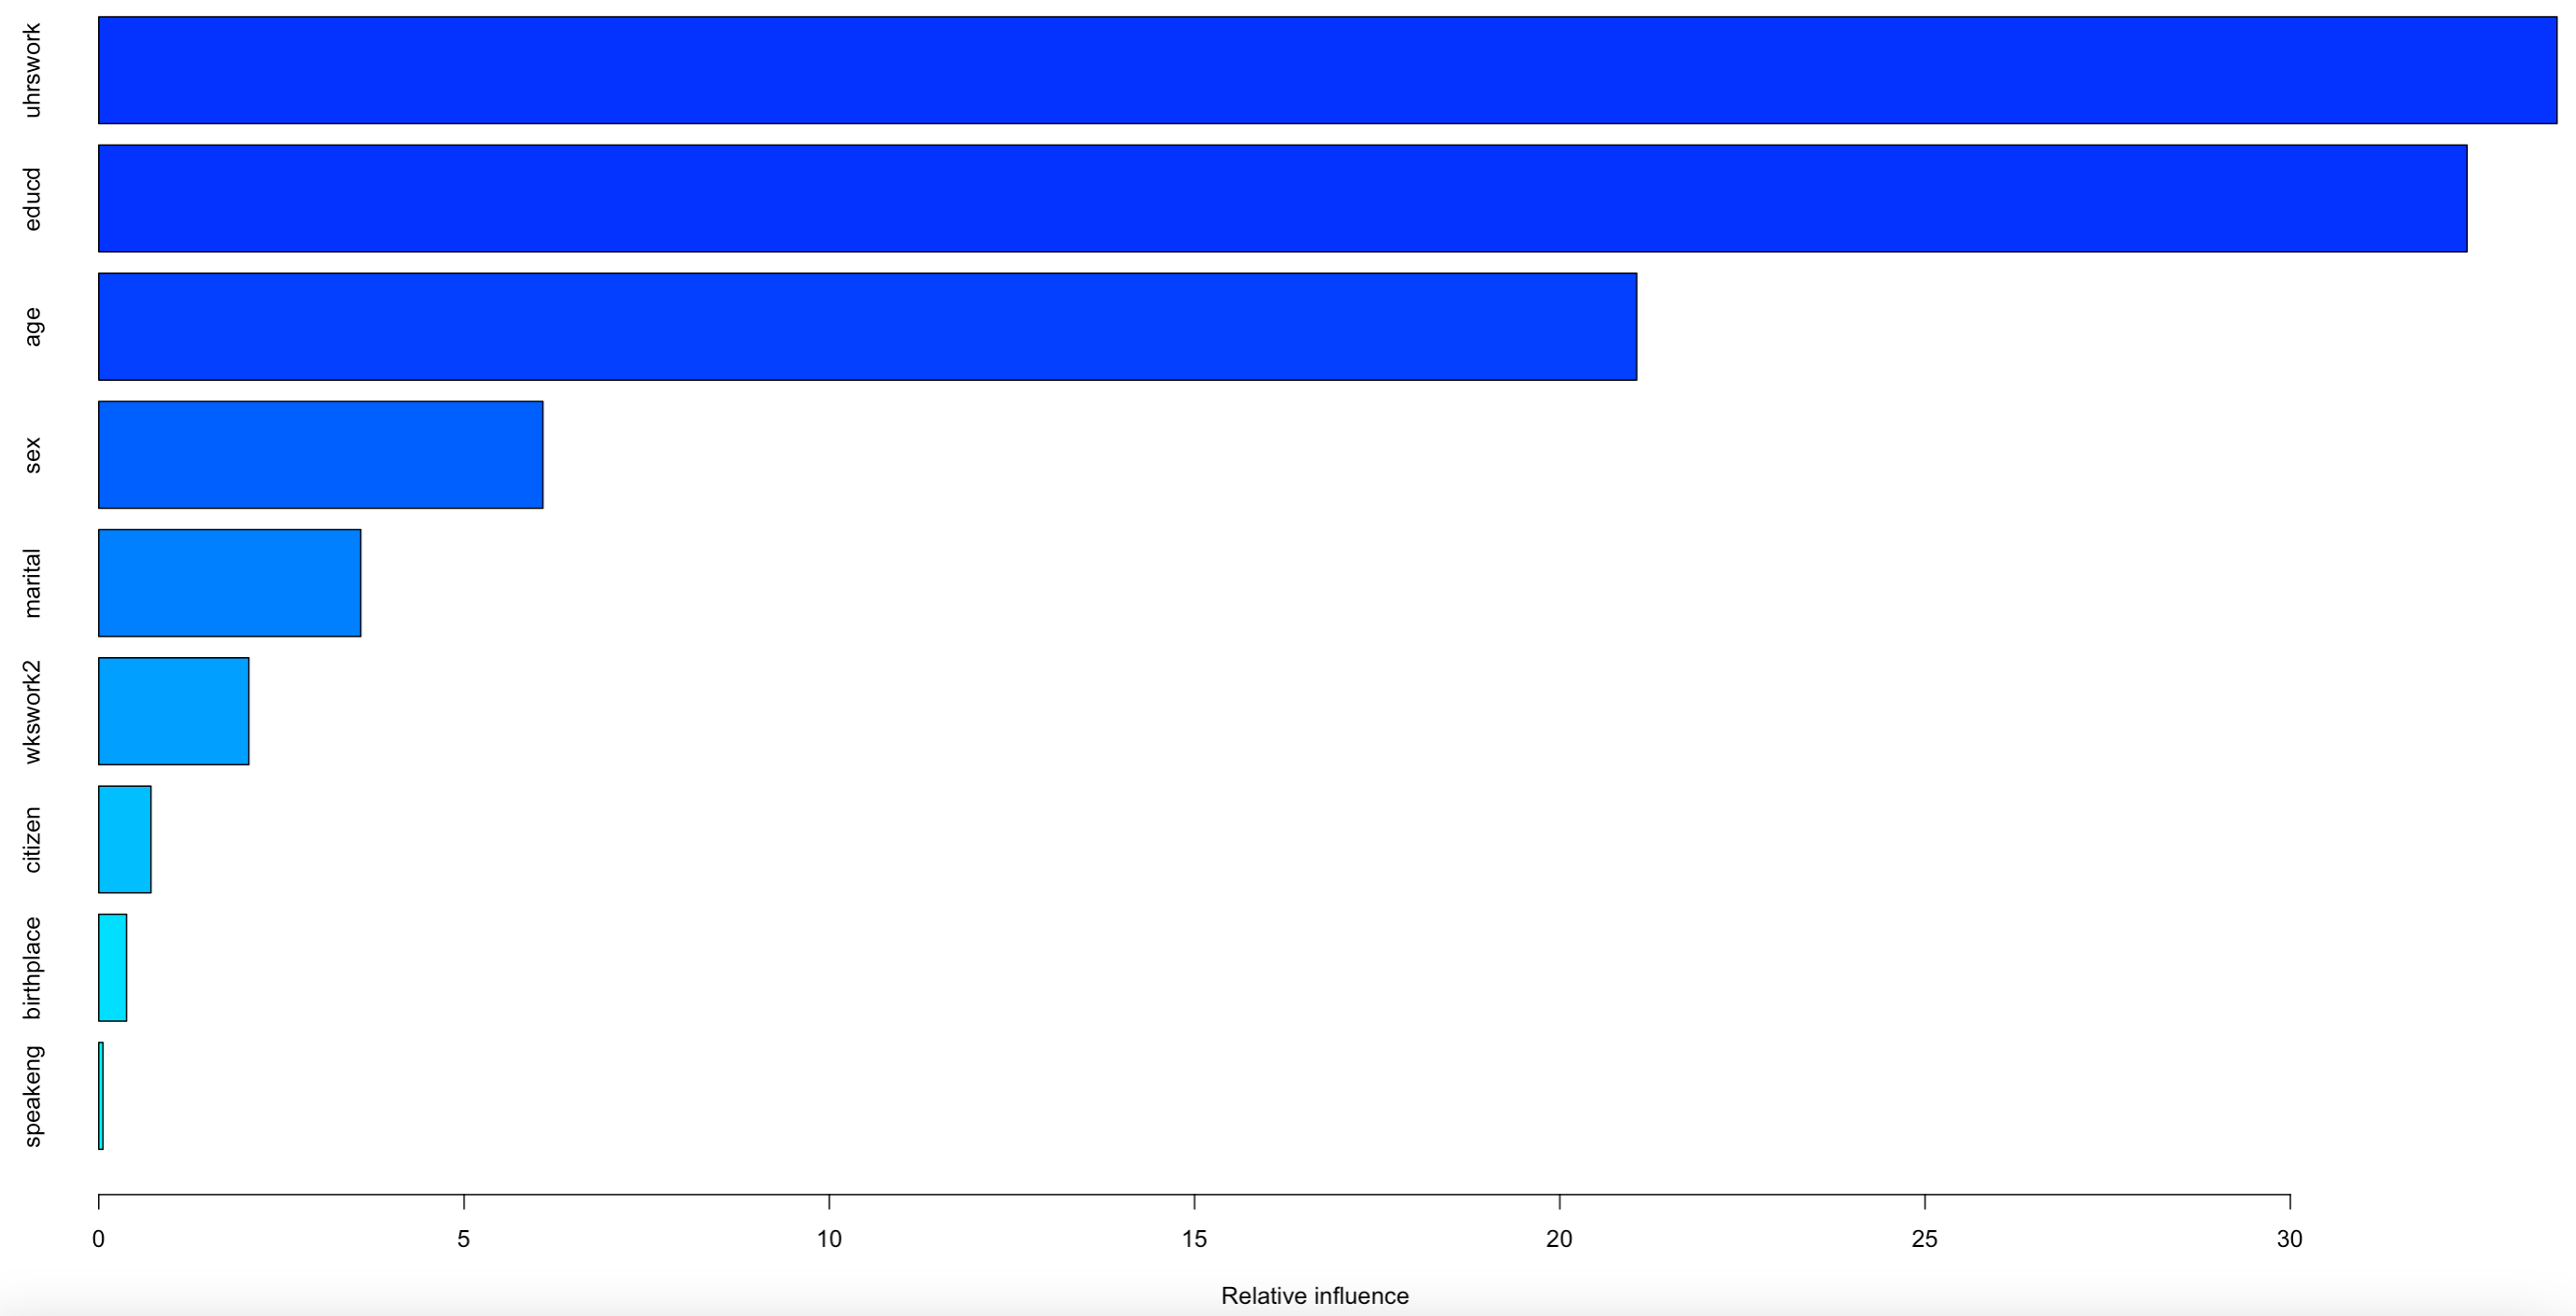 uhrswork
educd
age
sex
marital
wkswork2
citizen
birthplace
speakeng
0 5 10 15 20 25 30
Relative influence